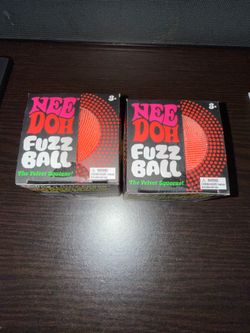 NEE
DOH
FUZZ
BALL
The Velvet Squeeze!
8+
NEE
DOH
FUZZ
BALL
The Velvet Squeeze!
8+